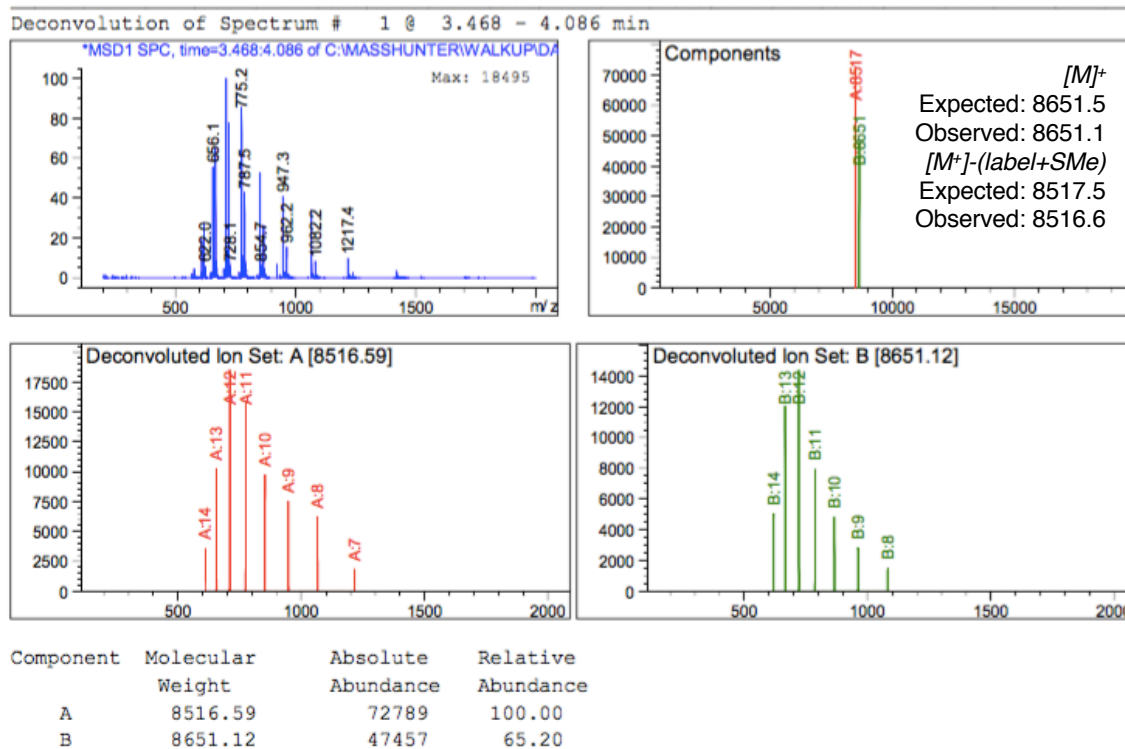 Deconvolution of Spectrum # 1 @ 3.468 - 4.086 min
*MSD1 SPC, time=3.468:4.086 of C:\MASSHUNTER\WALKUP\DA
Max: 18495
100
80
60
40
20
0
622.0
656.1
728.1
775.2
787.5
854.7
947.3
962.2
1082.2
1217.4
500
1000
1500
m/z
Components
70000
60000
50000
40000
30000
20000
10000
0
A:8517
B:8651
5000
10000
15000
[M]+
Expected: 8651.5
Observed: 8651.1
[M+]-(label+SMe)
Expected: 8517.5
Observed: 8516.6
Deconvoluted Ion Set: A [8516.59]
17500
15000
12500
10000
7500
5000
2500
0
A:14
A:13
A:12
A:11
A:10
A:9
A:8
A:7
500
1000
1500
2000
Deconvoluted Ion Set: B [8651.12]
14000
12000
10000
8000
6000
4000
2000
0
B:14
B:13
B:12
B:11
B:10
B:9
B:8
500
1000
1500
Component Molecular Absolute Relative
Weight Abundance Abundance
A 8516.59 72789 100.00
B 8651.12 47457 65.20